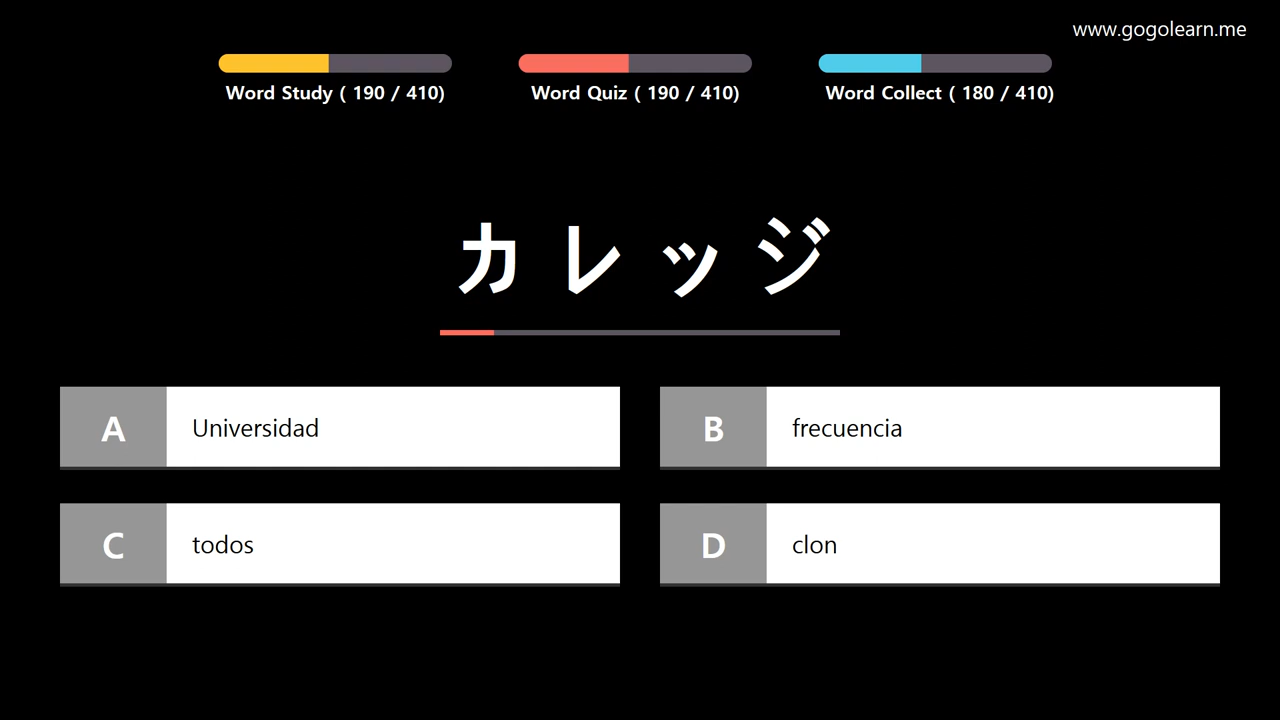 www.gogolearn.me
Word Study ( 190 / 410)
Word Quiz ( 190 / 410)
Word Collect ( 180 / 410)
カレッジ
A Universidad
B frecuencia
C todos
D clon